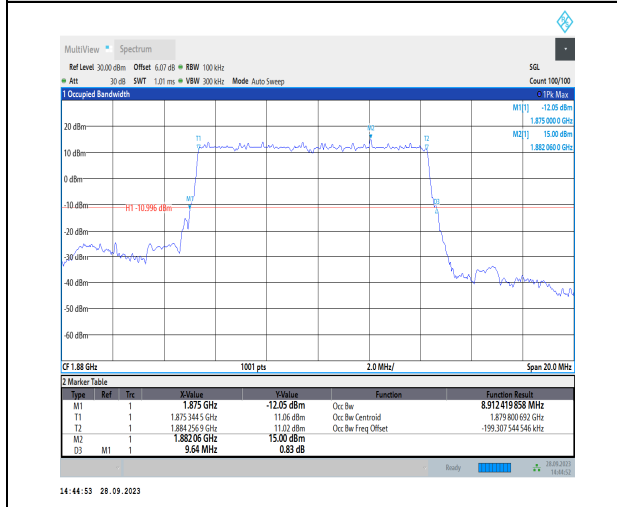 MultiView Spectrum
Ref Level 30.00 dBm Offset 6.07 dB RBW 100 kHz SGL
Att 30 dB SWT 1.01 ms VBW 300 kHz Mode Auto Sweep Count 100/100
1 Occupied Bandwidth 1Pk Max
M1[1] -12.05 dBm
1.875 000 0 GHz
M2[1] 15.00 dBm
1.882 060 0 GHz
20 dBm
M2
T1
T2
10 dBm
0 dBm
M1
D3
-10 dBm
H1 -10.996 dBm
-20 dBm
-30 dBm
-40 dBm
-50 dBm
-60 dBm
CF 1.88 GHz 1001 pts 2.0 MHz/ Span 20.0 MHz
2 Marker Table
Type Ref Trc X-Value Y-Value Function Function Result
M1 1 1.875 GHz -12.05 dBm Occ Bw 8.912 419 858 MHz
T1 1 1.875 344 5 GHz 11.06 dBm Occ Bw Centroid 1.879 800 692 GHz
T2 1 1.884 256 9 GHz 11.02 dBm Occ Bw Freq Offset -199.307 544 546 kHz
M2 1 1.882 06 GHz 15.00 dBm
D3 M1 1 9.64 MHz 0.83 dB
Ready 28.09.2023
14:44:52
14:44:53 28.09.2023